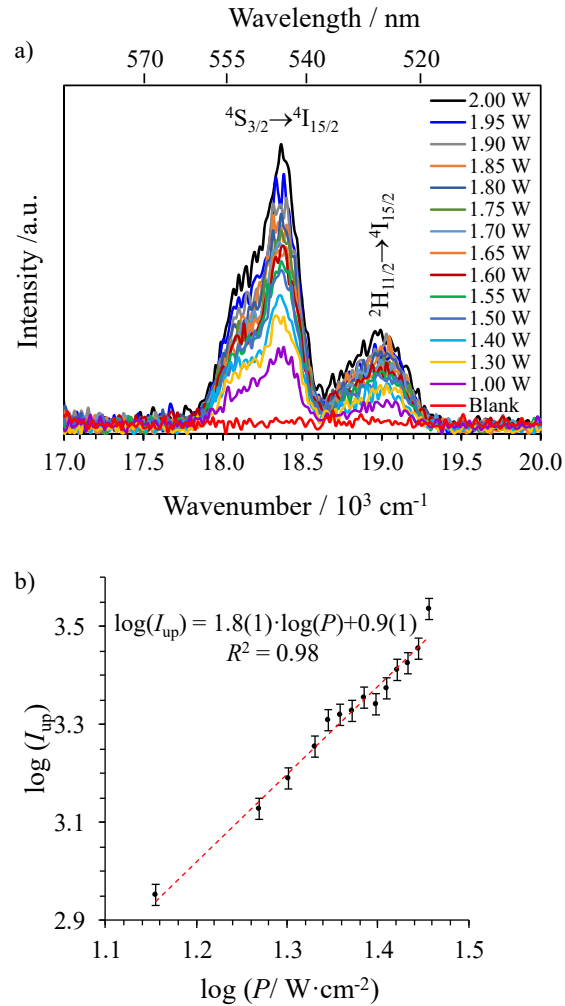 Wavelength / nm
a)
570 555 540 520
⁴S₃/₂→⁴I₁₅/₂
²H₁₁/₂→⁴I₁₅/₂
2.00 W
1.95 W
1.90 W
1.85 W
1.80 W
1.75 W
1.70 W
1.65 W
1.60 W
1.55 W
1.50 W
1.40 W
1.30 W
1.00 W
Blank
Intensity /a.u.
17.0 17.5 18.0 18.5 19.0 19.5 20.0
Wavenumber / 10³ cm⁻¹
b)
log(Iup) = 1.8(1)·log(P)+0.9(1)
R² = 0.98
log (Iup)
3.5
3.3
3.1
2.9
1.1 1.2 1.3 1.4 1.5
log (P/ W·cm⁻²)